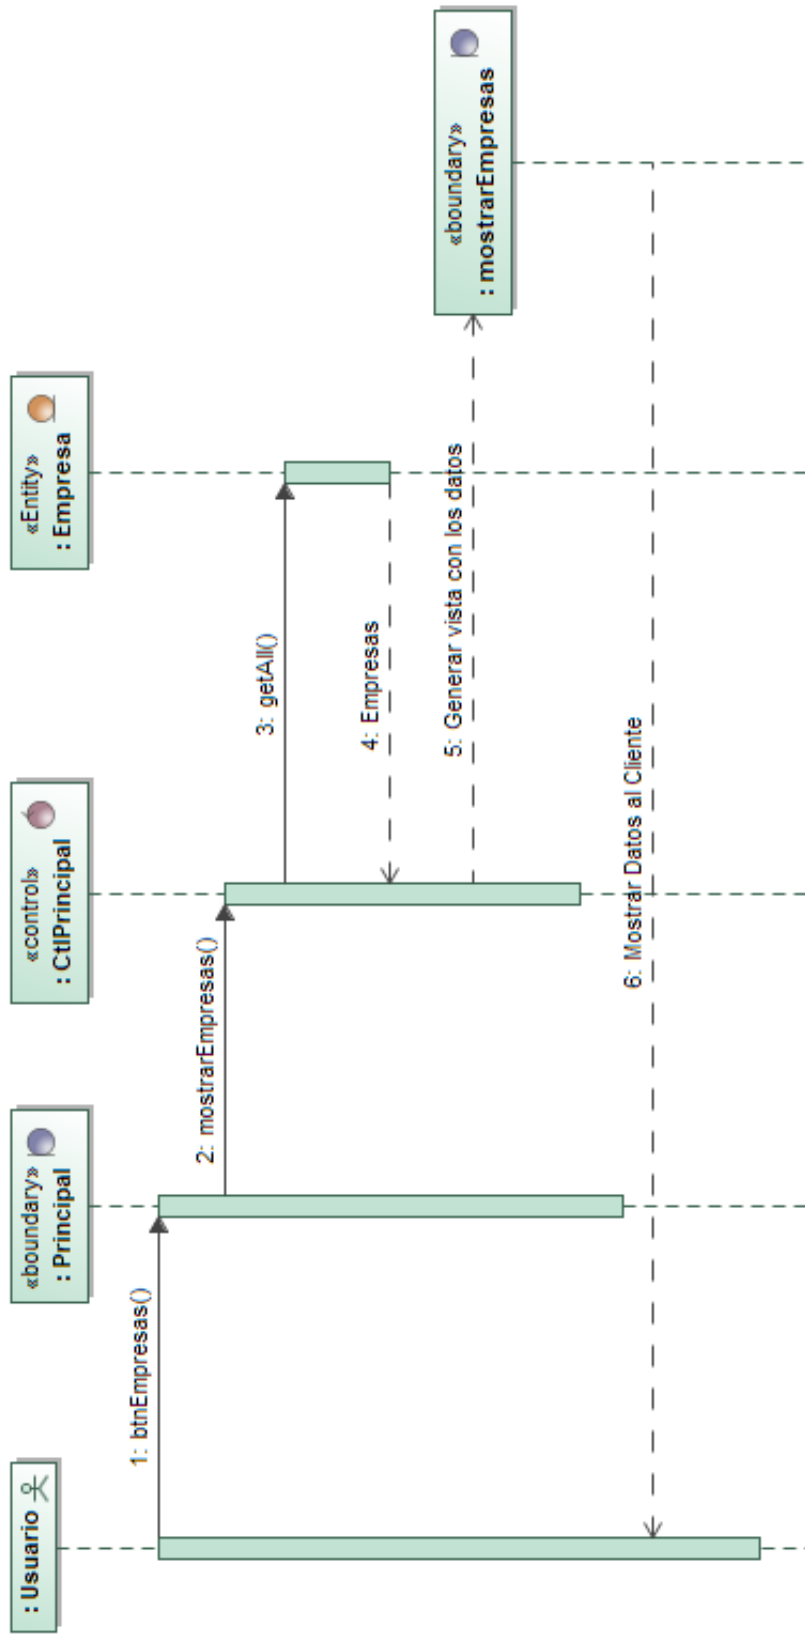 : Usuario
«boundary»
: Principal
«control»
: CtlPrincipal
«Entity»
: Empresa
«boundary»
: mostrarEmpresas
1: btnEmpresas()
2: mostrarEmpresas()
3: getAll()
4: Empresas
5: Generar vista con los datos
6: Mostrar Datos al Cliente